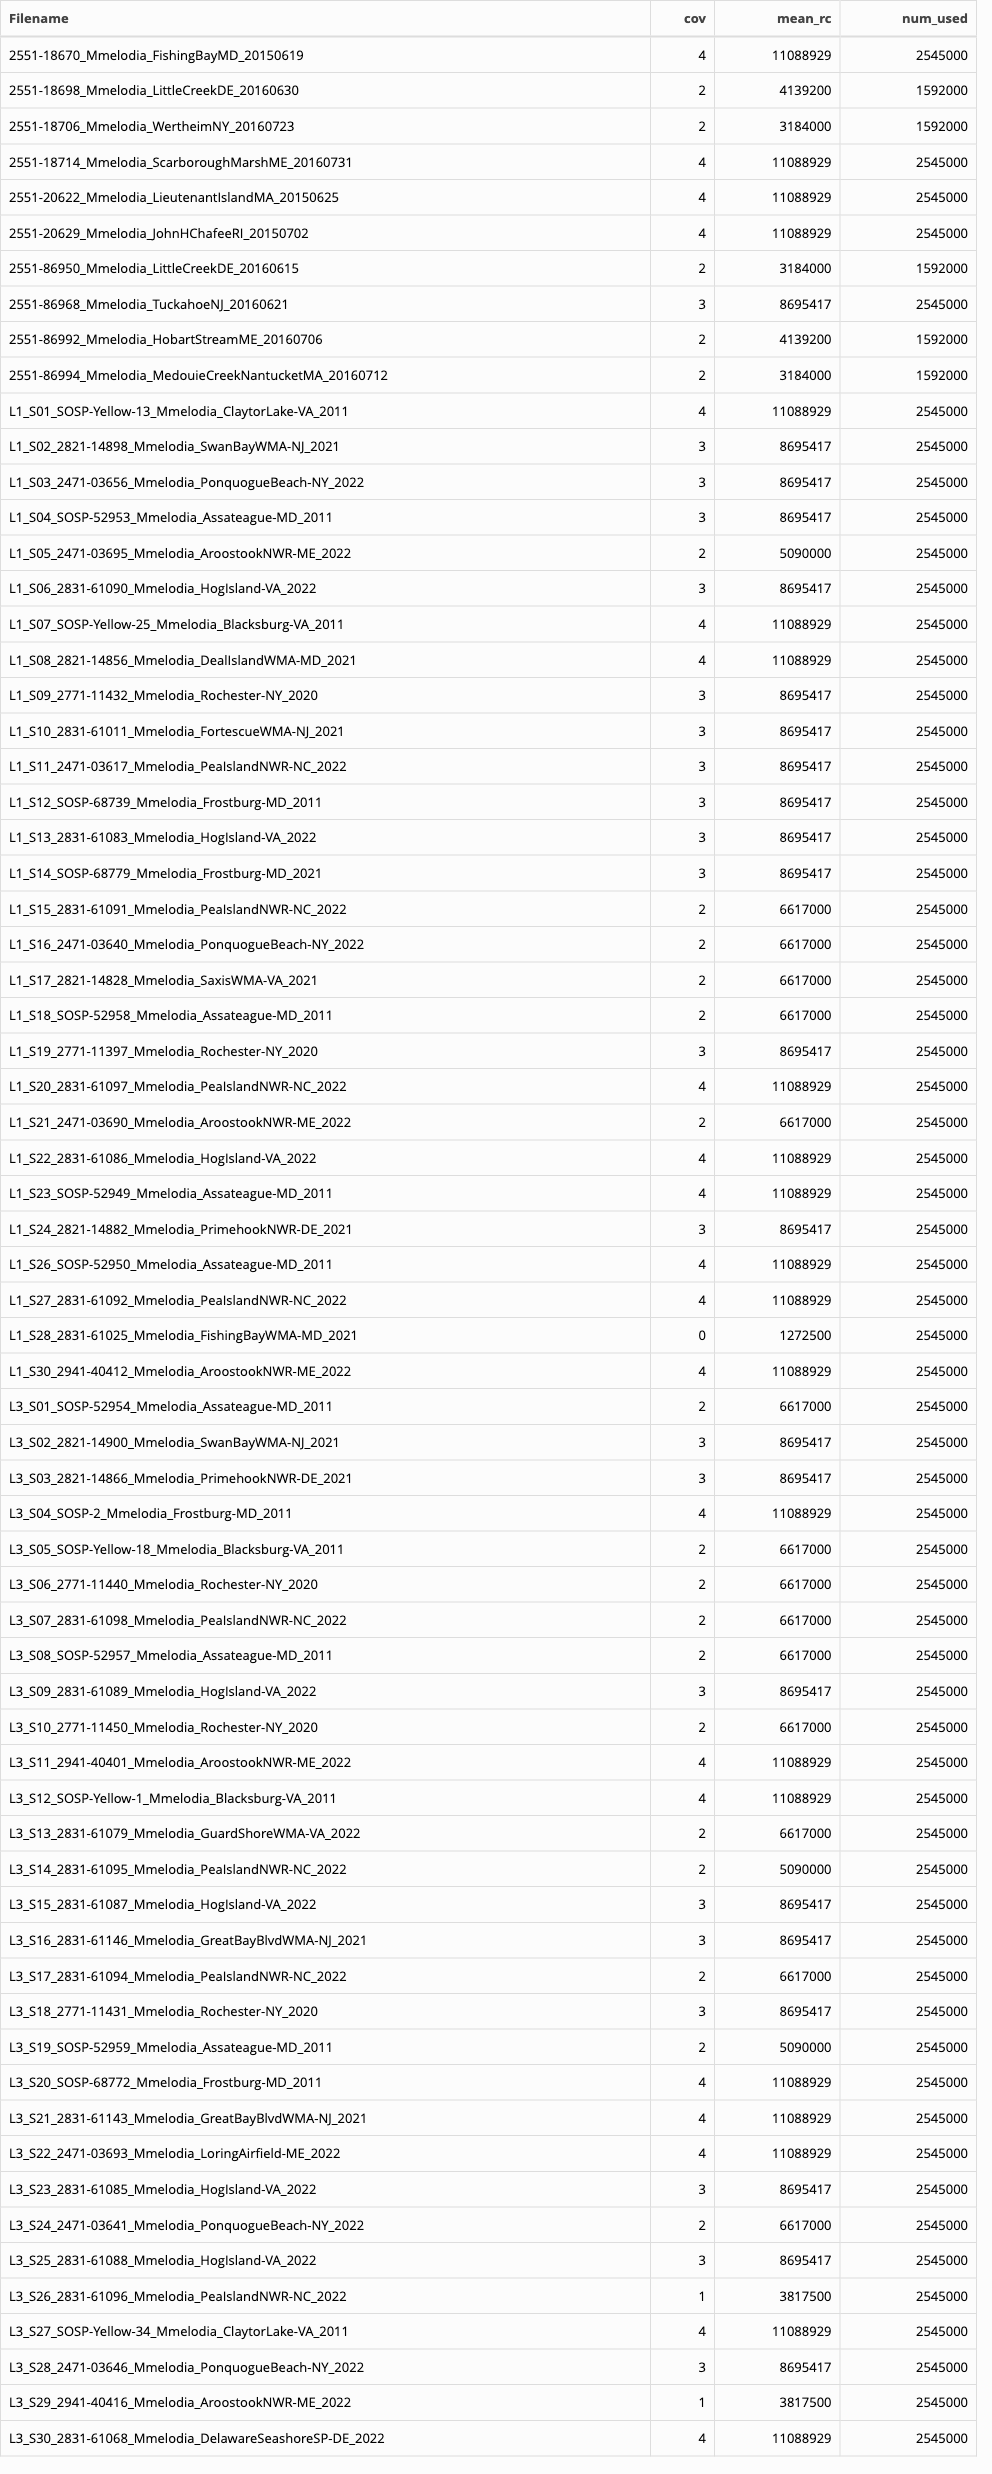 Filename cov mean_rc num_used
2551-18670_Mmelodia_FishingBayMD_20150619 4 11088929 2545000
2551-18698_Mmelodia_LittleCreekDE_20160630 2 4139200 1592000
2551-18706_Mmelodia_WertheimNY_20160723 2 3184000 1592000
2551-18714_Mmelodia_ScarboroughMarshME_20160731 4 11088929 2545000
2551-20622_Mmelodia_LieutenantIslandMA_20150625 4 11088929 2545000
2551-20629_Mmelodia_JohnHChafeeRI_20150702 4 11088929 2545000
2551-86950_Mmelodia_LittleCreekDE_20160615 2 3184000 1592000
2551-86968_Mmelodia_TuckahoeNJ_20160621 3 8695417 2545000
2551-86992_Mmelodia_HobartStreamME_20160706 2 4139200 1592000
2551-86994_Mmelodia_MedouieCreekNantucketMA_20160712 2 3184000 1592000
L1_S01_SOSP-Yellow-13_Mmelodia_ClaytorLake-VA_2011 4 11088929 2545000
L1_S02_2821-14898_Mmelodia_SwanBayWMA-NJ_2021 3 8695417 2545000
L1_S03_2471-03656_Mmelodia_PonquogueBeach-NY_2022 3 8695417 2545000
L1_S04_SOSP-52953_Mmelodia_Assateague-MD_2011 3 8695417 2545000
L1_S05_2471-03695_Mmelodia_AroostookNWR-ME_2022 2 5090000 2545000
L1_S06_2831-61090_Mmelodia_HogIsland-VA_2022 3 8695417 2545000
L1_S07_SOSP-Yellow-25_Mmelodia_Blacksburg-VA_2011 4 11088929 2545000
L1_S08_2821-14856_Mmelodia_DealIslandWMA-MD_2021 4 11088929 2545000
L1_S09_2771-11432_Mmelodia_Rochester-NY_2020 3 8695417 2545000
L1_S10_2831-61011_Mmelodia_FortescueWMA-NJ_2021 3 8695417 2545000
L1_S11_2471-03617_Mmelodia_PeaIslandNWR-NC_2022 3 8695417 2545000
L1_S12_SOSP-68739_Mmelodia_Frostburg-MD_2011 3 8695417 2545000
L1_S13_2831-61083_Mmelodia_HogIsland-VA_2022 3 8695417 2545000
L1_S14_SOSP-68779_Mmelodia_Frostburg-MD_2021 3 8695417 2545000
L1_S15_2831-61091_Mmelodia_PeaIslandNWR-NC_2022 2 6617000 2545000
L1_S16_2471-03640_Mmelodia_PonquogueBeach-NY_2022 2 6617000 2545000
L1_S17_2821-14828_Mmelodia_SaxisWMA-VA_2021 2 6617000 2545000
L1_S18_SOSP-52958_Mmelodia_Assateague-MD_2011 2 6617000 2545000
L1_S19_2771-11397_Mmelodia_Rochester-NY_2020 3 8695417 2545000
L1_S20_2831-61097_Mmelodia_PeaIslandNWR-NC_2022 4 11088929 2545000
L1_S21_2471-03690_Mmelodia_AroostookNWR-ME_2022 2 6617000 2545000
L1_S22_2831-61086_Mmelodia_HogIsland-VA_2022 4 11088929 2545000
L1_S23_SOSP-52949_Mmelodia_Assateague-MD_2011 4 11088929 2545000
L1_S24_2821-14882_Mmelodia_PrimehookNWR-DE_2021 3 8695417 2545000
L1_S26_SOSP-52950_Mmelodia_Assateague-MD_2011 4 11088929 2545000
L1_S27_2831-61092_Mmelodia_PeaIslandNWR-NC_2022 4 11088929 2545000
L1_S28_2831-61025_Mmelodia_FishingBayWMA-MD_2021 0 1272500 2545000
L1_S30_2941-40412_Mmelodia_AroostookNWR-ME_2022 4 11088929 2545000
L3_S01_SOSP-52954_Mmelodia_Assateague-MD_2011 2 6617000 2545000
L3_S02_2821-14900_Mmelodia_SwanBayWMA-NJ_2021 3 8695417 2545000
L3_S03_2821-14866_Mmelodia_PrimehookNWR-DE_2021 3 8695417 2545000
L3_S04_SOSP-2_Mmelodia_Frostburg-MD_2011 4 11088929 2545000
L3_S05_SOSP-Yellow-18_Mmelodia_Blacksburg-VA_2011 2 6617000 2545000
L3_S06_2771-11440_Mmelodia_Rochester-NY_2020 2 6617000 2545000
L3_S07_2831-61098_Mmelodia_PeaIslandNWR-NC_2022 2 6617000 2545000
L3_S08_SOSP-52957_Mmelodia_Assateague-MD_2011 2 6617000 2545000
L3_S09_2831-61089_Mmelodia_HogIsland-VA_2022 3 8695417 2545000
L3_S10_2771-11450_Mmelodia_Rochester-NY_2020 2 6617000 2545000
L3_S11_2941-40401_Mmelodia_AroostookNWR-ME_2022 4 11088929 2545000
L3_S12_SOSP-Yellow-1_Mmelodia_Blacksburg-VA_2011 4 11088929 2545000
L3_S13_2831-61079_Mmelodia_GuardShoreWMA-VA_2022 2 6617000 2545000
L3_S14_2831-61095_Mmelodia_PeaIslandNWR-NC_2022 2 5090000 2545000
L3_S15_2831-61087_Mmelodia_HogIsland-VA_2022 3 8695417 2545000
L3_S16_2831-61146_Mmelodia_GreatBayBlvdWMA-NJ_2021 3 8695417 2545000
L3_S17_2831-61094_Mmelodia_PeaIslandNWR-NC_2022 2 6617000 2545000
L3_S18_2771-11431_Mmelodia_Rochester-NY_2020 3 8695417 2545000
L3_S19_SOSP-52959_Mmelodia_Assateague-MD_2011 2 5090000 2545000
L3_S20_SOSP-68772_Mmelodia_Frostburg-MD_2011 4 11088929 2545000
L3_S21_2831-61143_Mmelodia_GreatBayBlvdWMA-NJ_2021 4 11088929 2545000
L3_S22_2471-03693_Mmelodia_LoringAirfield-ME_2022 4 11088929 2545000
L3_S23_2831-61085_Mmelodia_HogIsland-VA_2022 3 8695417 2545000
L3_S24_2471-03641_Mmelodia_PonquogueBeach-NY_2022 2 6617000 2545000
L3_S25_2831-61088_Mmelodia_HogIsland-VA_2022 3 8695417 2545000
L3_S26_2831-61096_Mmelodia_PeaIslandNWR-NC_2022 1 3817500 2545000
L3_S27_SOSP-Yellow-34_Mmelodia_ClaytorLake-VA_2011 4 11088929 2545000
L3_S28_2471-03646_Mmelodia_PonquogueBeach-NY_2022 3 8695417 2545000
L3_S29_2941-40416_Mmelodia_AroostookNWR-ME_2022 1 3817500 2545000
L3_S30_2831-61068_Mmelodia_DelawareSeashoreSP-DE_2022 4 11088929 2545000